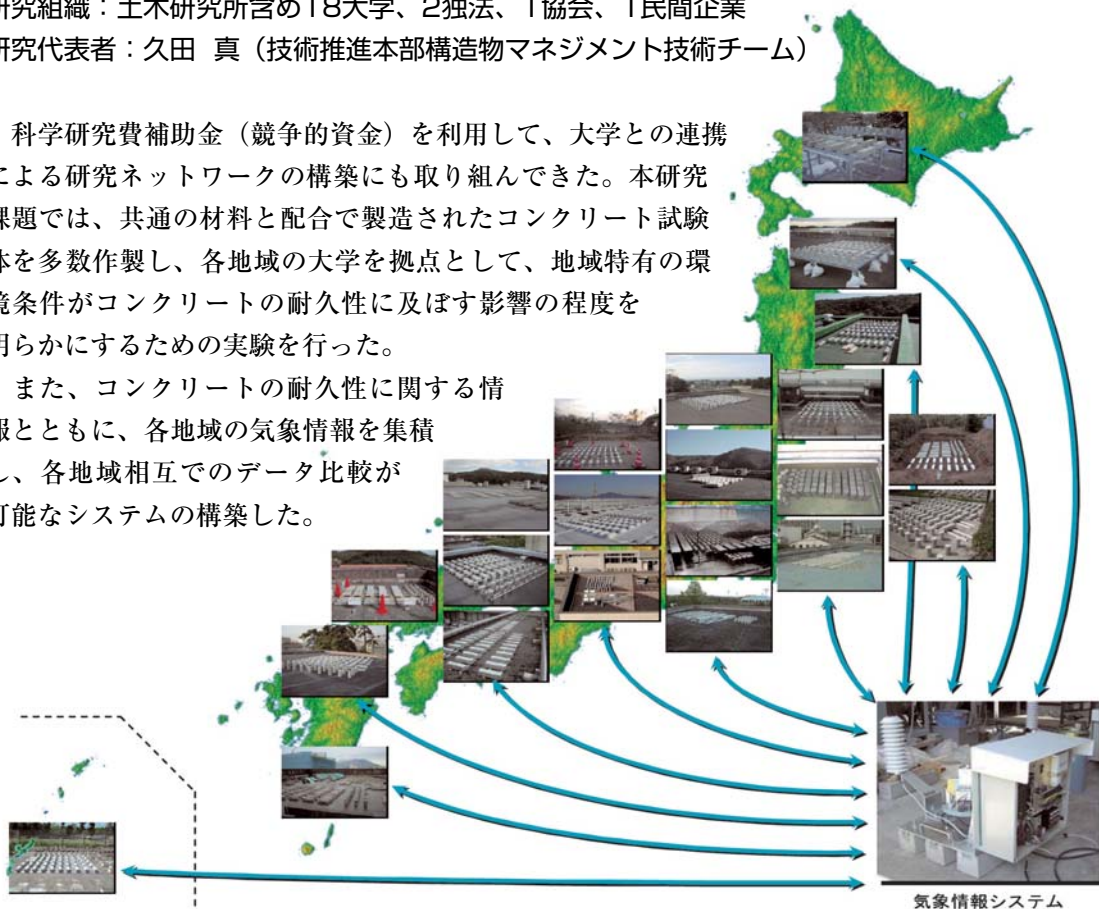 研究組織：土木研究所含め18大学、2独法、1協会、1民間企業
研究代表者：久田 真（技術推進本部構造物マネジメント技術チーム）
科学研究費補助金（競争的資金）を利用して、大学との連携
による研究ネットワークの構築にも取り組んできた。本研究
課題では、共通の材料と配合で製造されたコンクリート試験
体を多数作製し、各地域の大学を拠点として、地域特有の環
境条件がコンクリートの耐久性に及ぼす影響の程度を
明らかにするための実験を行った。
また、コンクリートの耐久性に関する情
報とともに、各地域の気象情報を集積
し、各地域相互でのデータ比較が
可能なシステムの構築した。
気象情報システム